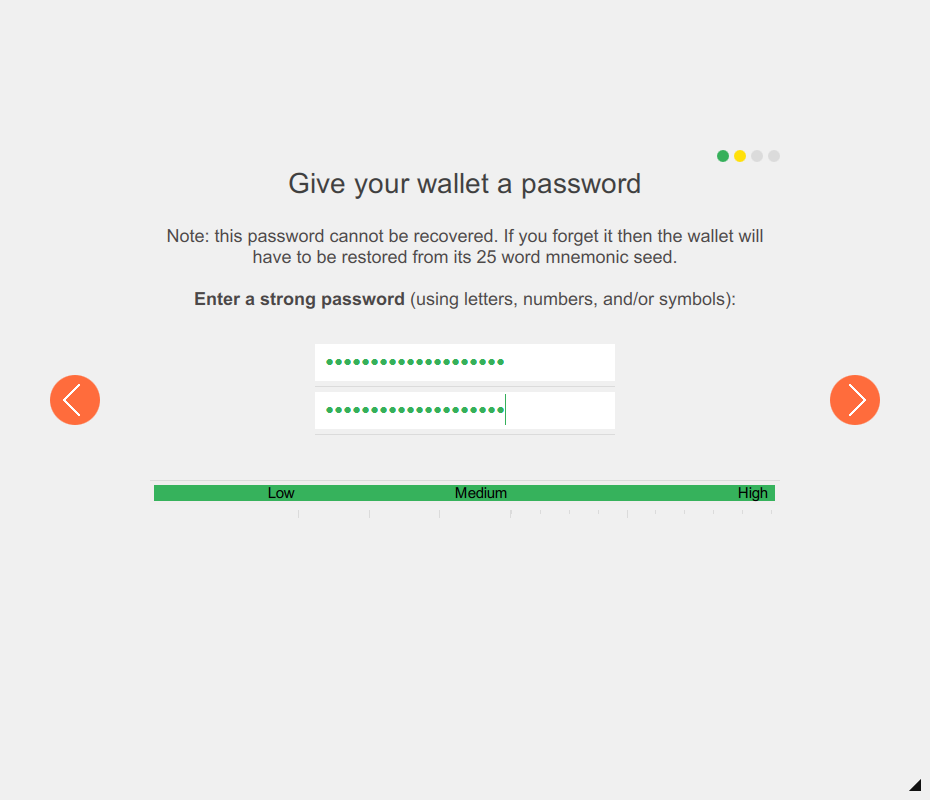 Give your wallet a password
Note: this password cannot be recovered. If you forget it then the wallet will
have to be restored from its 25 word mnemonic seed.
Enter a strong password (using letters, numbers, and/or symbols):
••••••••••••••••••••
••••••••••••••••••••
Low Medium High